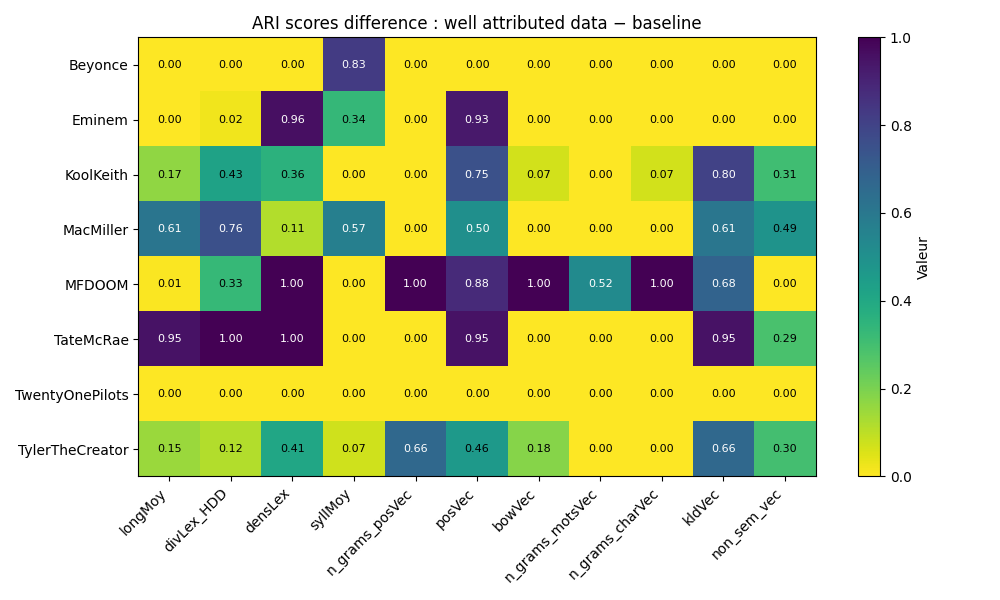 ARI scores difference : well attributed data − baseline
Beyonce 0.00 0.00 0.00 0.83 0.00 0.00 0.00 0.00 0.00 0.00 0.00
Eminem 0.00 0.02 0.96 0.34 0.00 0.93 0.00 0.00 0.00 0.00 0.00
KoolKeith 0.17 0.43 0.36 0.00 0.00 0.75 0.07 0.00 0.07 0.80 0.31
MacMiller 0.61 0.76 0.11 0.57 0.00 0.50 0.00 0.00 0.00 0.61 0.49
MFDOOM 0.01 0.33 1.00 0.00 1.00 0.88 1.00 0.52 1.00 0.68 0.00
TateMcRae 0.95 1.00 1.00 0.00 0.00 0.95 0.00 0.00 0.00 0.95 0.29
TwentyOnePilots 0.00 0.00 0.00 0.00 0.00 0.00 0.00 0.00 0.00 0.00 0.00
TylerTheCreator 0.15 0.12 0.41 0.07 0.66 0.46 0.18 0.00 0.00 0.66 0.30
longMoy divLex_HDD densLex syllMoy n_grams_posVec posVec bowVec n_grams_motsVec n_grams_charVec kldVec non_sem_vec
1.0
0.8
0.6
0.4
0.2
0.0
Valeur